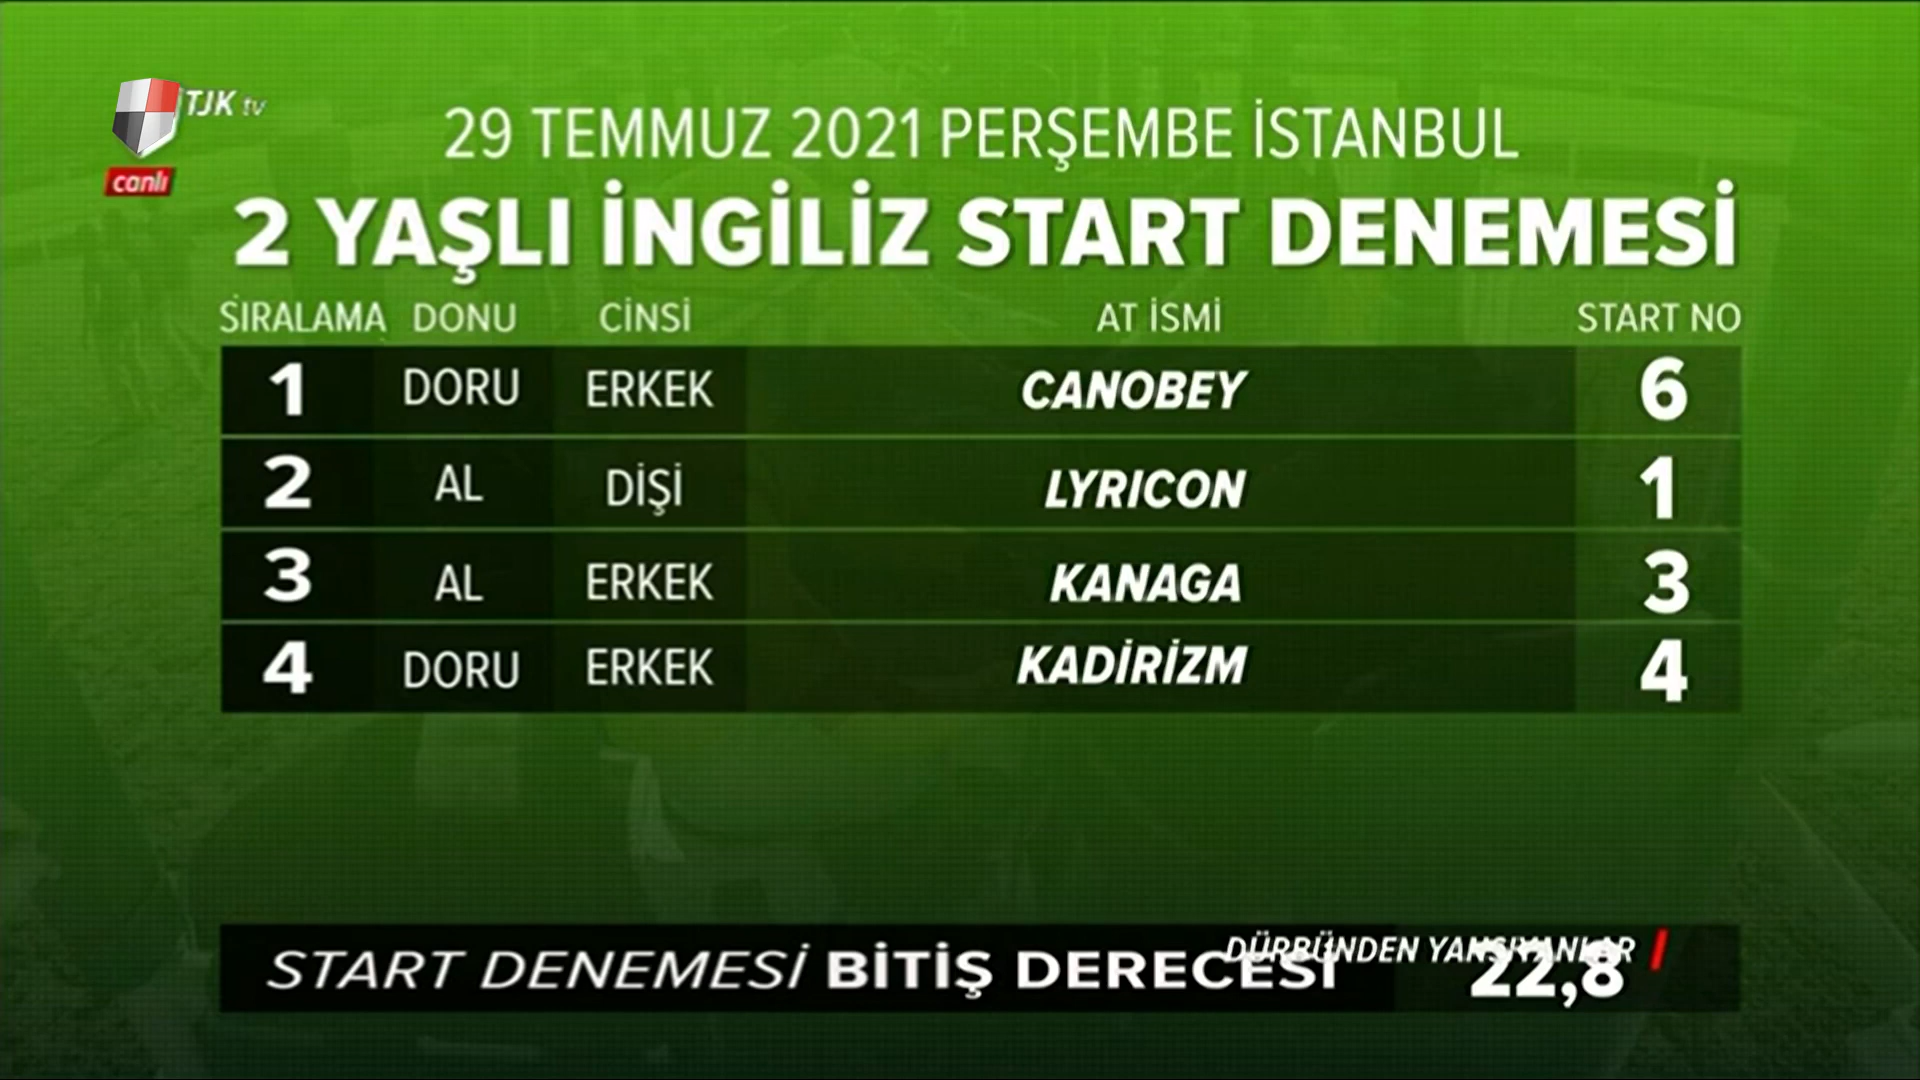 TJK tv
canlı
29 TEMMUZ 2021 PERŞEMBE İSTANBUL
2 YAŞLI İNGİLİZ START DENEMESİ
SIRALAMA DONU CİNSİ AT İSMİ START NO
1 DORU ERKEK CANOBEY 6
2 AL DİŞİ LYRICON 1
3 AL ERKEK KANAGA 3
4 DORU ERKEK KADİRİZM 4
DÜRBÜNDEN YANSIYANLAR
START DENEMESİ BİTİŞ DERECESİ 22,8